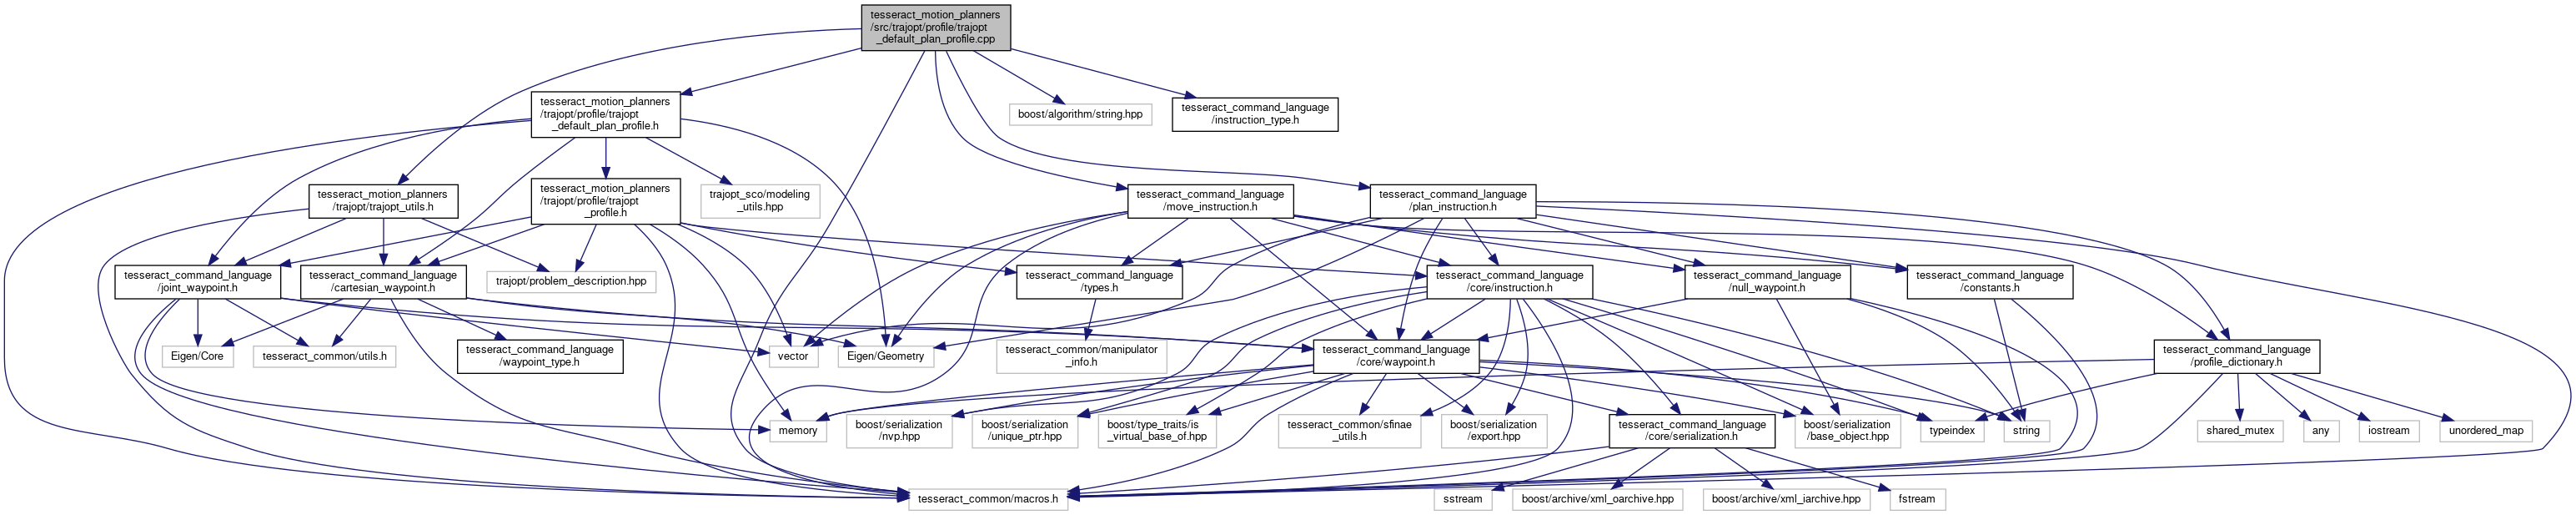 tesseract_motion_planners
/src/trajopt/profile/trajopt
_default_plan_profile.cpp
tesseract_motion_planners
/trajopt/profile/trajopt
_default_plan_profile.h
boost/algorithm/string.hpp
tesseract_command_language
/instruction_type.h
tesseract_motion_planners
/trajopt/trajopt_utils.h
tesseract_motion_planners
/trajopt/profile/trajopt
_profile.h
trajopt_sco/modeling
_utils.hpp
tesseract_command_language
/move_instruction.h
tesseract_command_language
/plan_instruction.h
tesseract_command_language
/joint_waypoint.h
tesseract_command_language
/cartesian_waypoint.h
trajopt/problem_description.hpp
tesseract_command_language
/types.h
tesseract_command_language
/core/instruction.h
tesseract_command_language
/null_waypoint.h
tesseract_command_language
/constants.h
Eigen/Core
tesseract_common/utils.h
tesseract_command_language
/waypoint_type.h
vector
Eigen/Geometry
tesseract_common/manipulator
_info.h
tesseract_command_language
/core/waypoint.h
tesseract_command_language
/profile_dictionary.h
memory
boost/serialization
/nvp.hpp
boost/serialization
/unique_ptr.hpp
boost/type_traits/is
_virtual_base_of.hpp
tesseract_common/sfinae
_utils.h
boost/serialization
/export.hpp
tesseract_command_language
/core/serialization.h
boost/serialization
/base_object.hpp
typeindex
string
shared_mutex
any
iostream
unordered_map
tesseract_common/macros.h
sstream
boost/archive/xml_oarchive.hpp
boost/archive/xml_iarchive.hpp
fstream